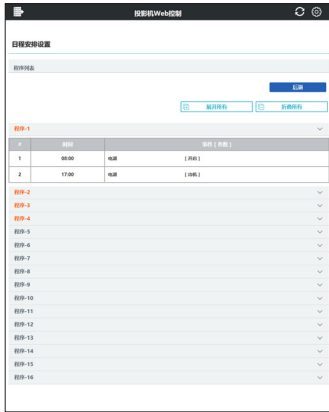 投影机Web控制
日程安排设置
程序列表
后退
展开所有
折叠所有
程序-1
# 时间 事件 [ 参数 ]
1 08:00 电源 [ 开启 ]
2 17:00 电源 [ 待机 ]
程序-2
程序-3
程序-4
程序-5
程序-6
程序-7
程序-8
程序-9
程序-10
程序-11
程序-12
程序-13
程序-14
程序-15
程序-16